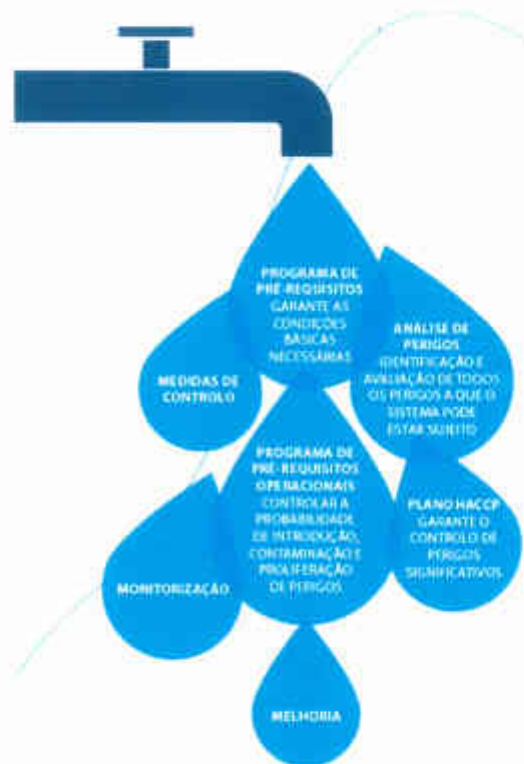 PROGRAMA DE
PRÉ-REQUISITOS
GARANTE AS
CONDIÇÕES
BÁSICAS
NECESSÁRIAS
ANÁLISE DE
PERIGOS
IDENTIFICAÇÃO E
AVALIAÇÃO DE TODOS
OS PERIGOS A QUE O
SISTEMA PODE
ESTAR SUJEITO
MEDIDAS DE
CONTROLO
PROGRAMA DE
PRÉ-REQUISITOS
OPERACIONAIS
CONTROLAR A
PROBABILIDADE
DE INTRODUÇÃO,
CONTAMINAÇÃO E
PROLIFERAÇÃO
DE PERIGOS
PLANO HACCP
GARANTE O
CONTROLO DE
PERIGOS
SIGNIFICATIVOS
MONITORIZAÇÃO
MELHORIA